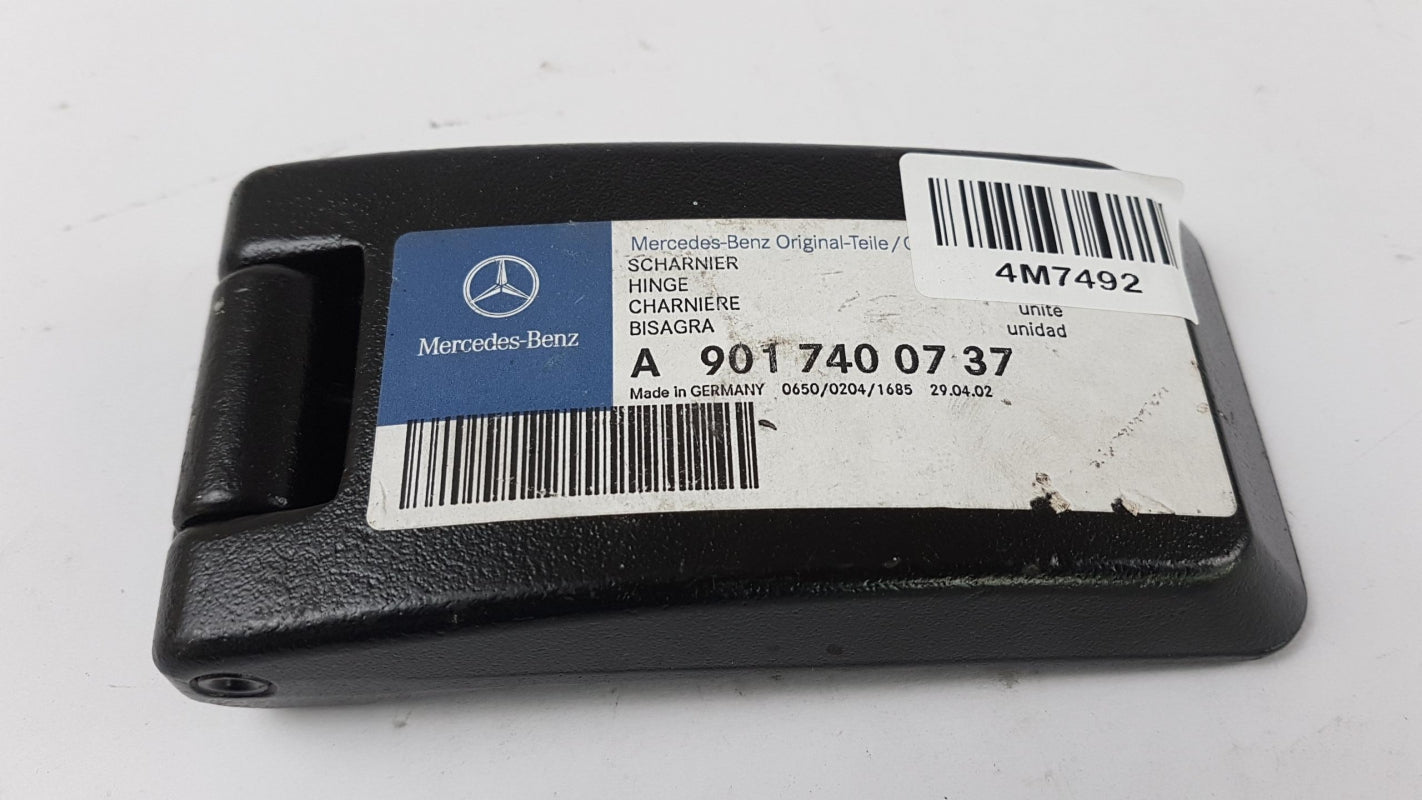 Mercedes-Benz
Mercedes-Benz Original-Teile/
SCHARNIER
HINGE
CHARNIERE
BISAGRA
unite
unidad
A 901 740 07 37
Made in GERMANY 0650/0204/1685 29.04.02
4M7492